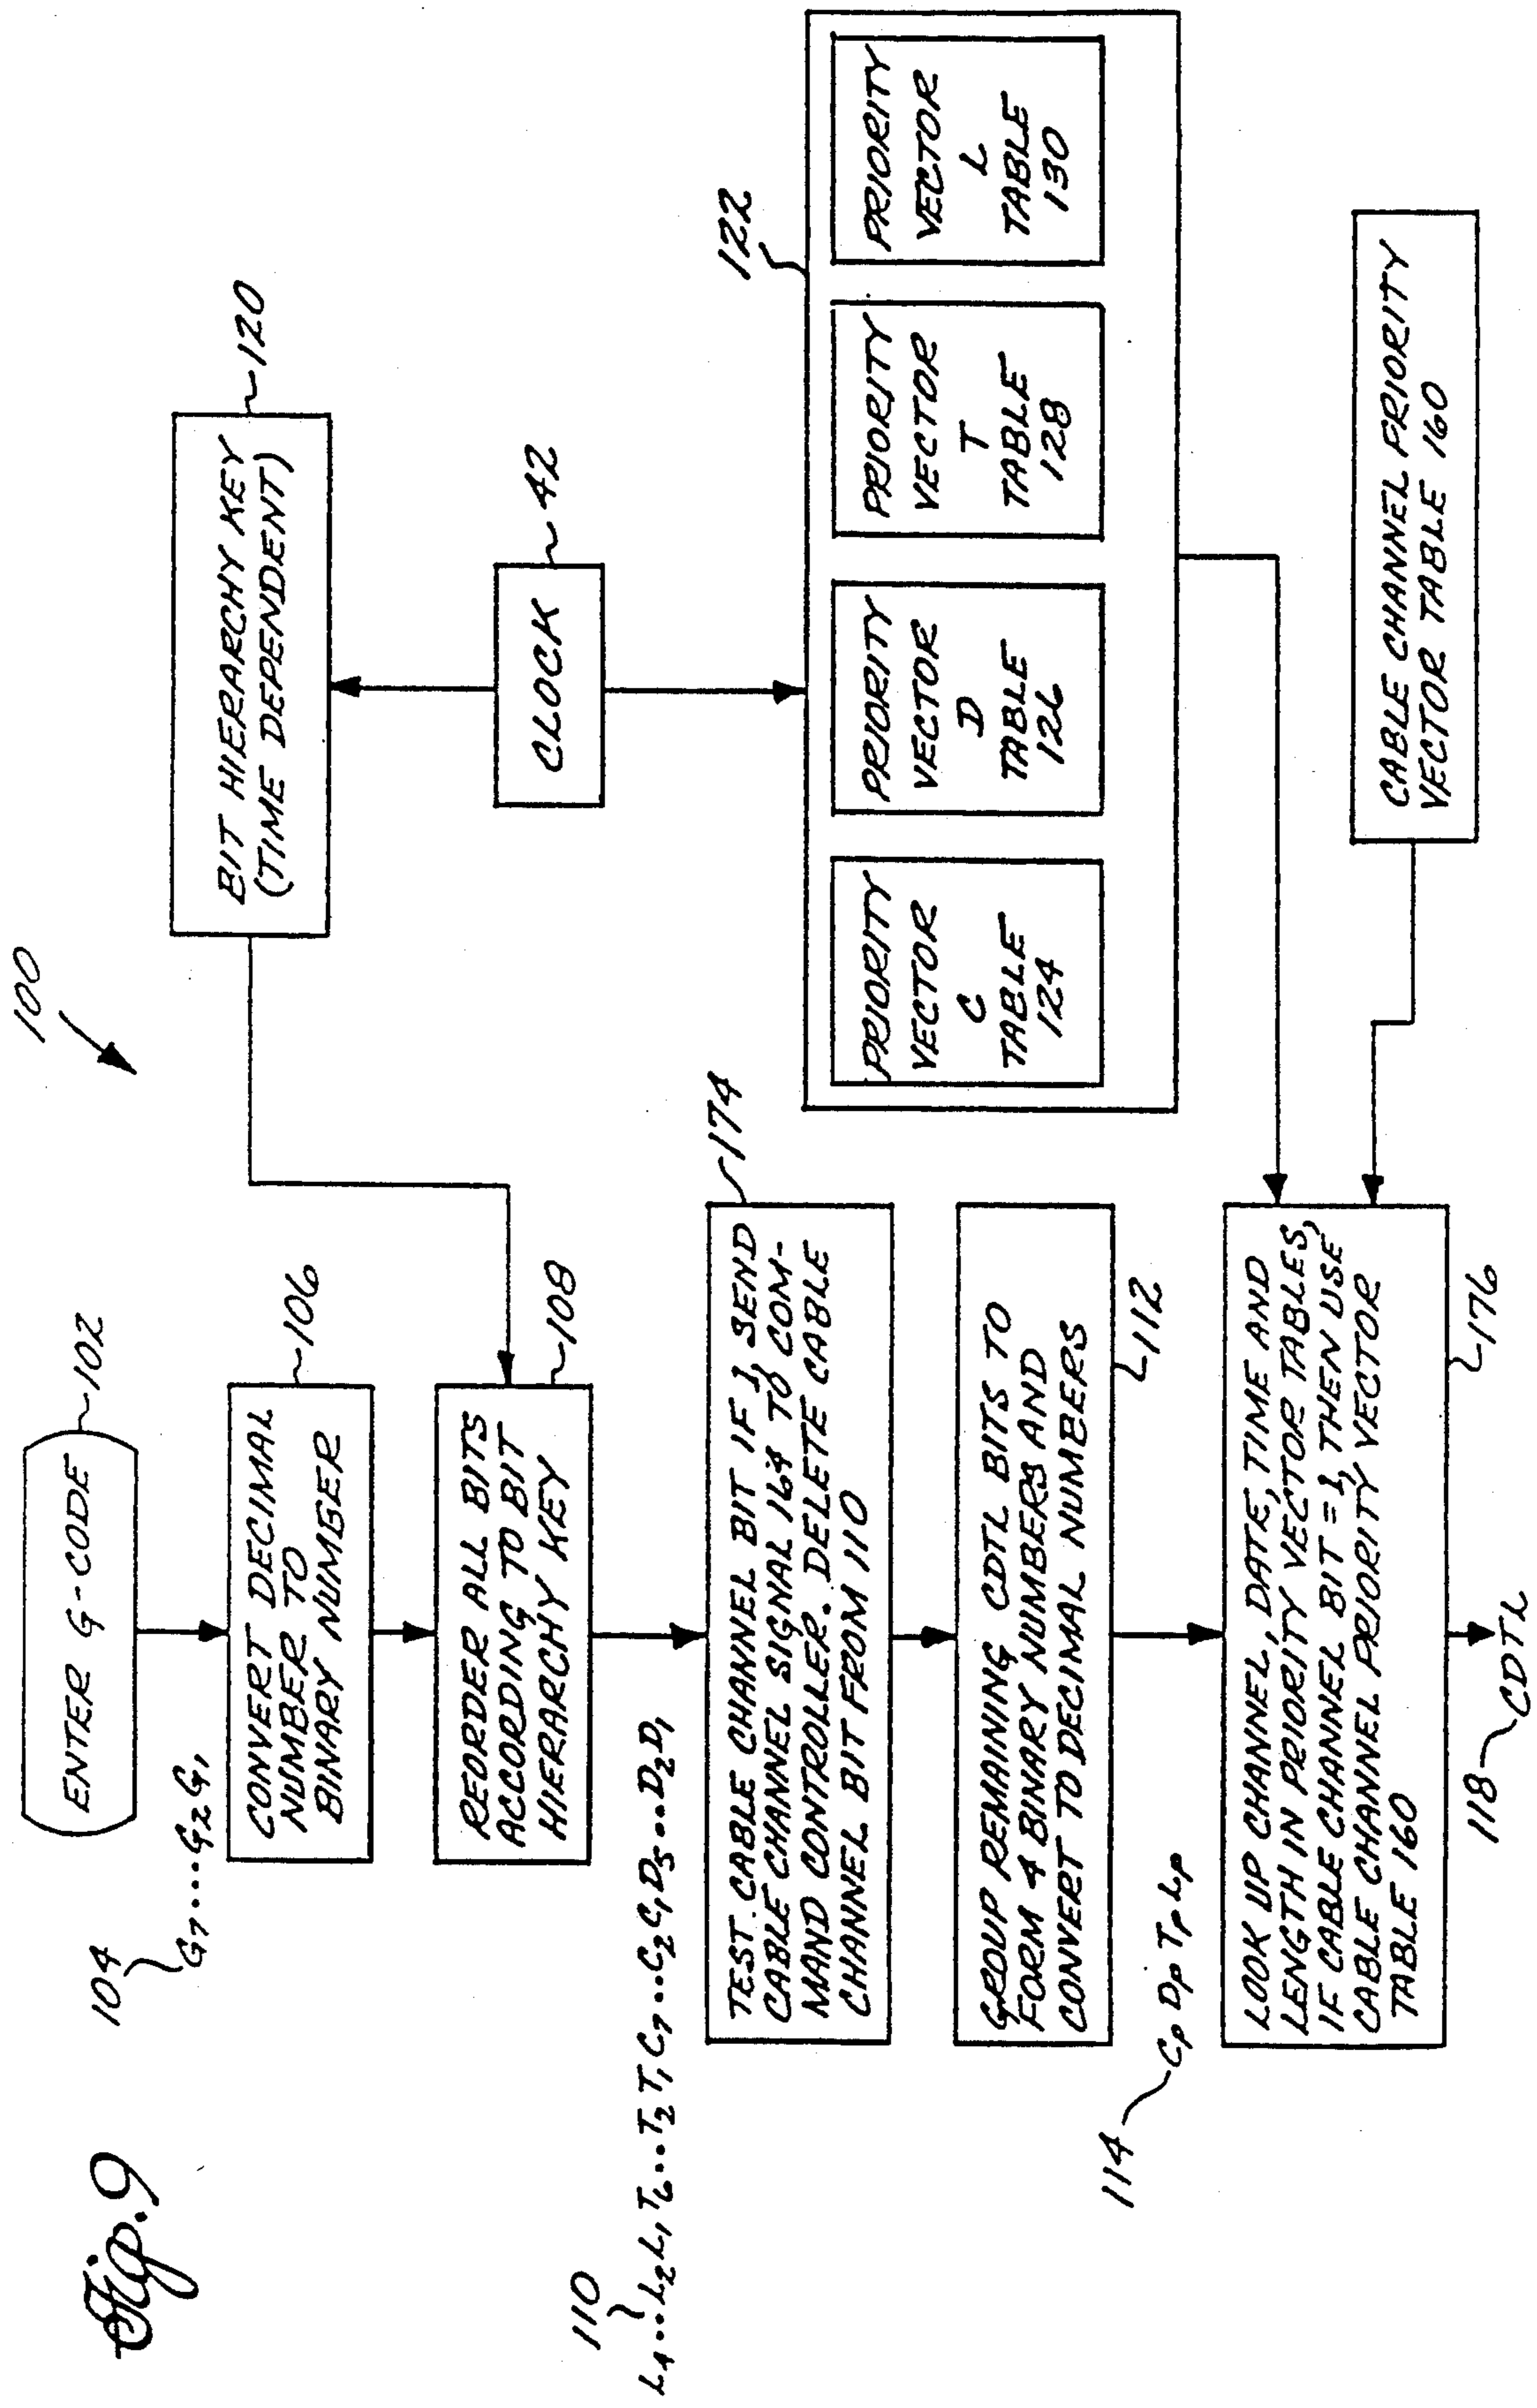 Fig. 9
100
ENTER G-CODE
102
104
G7...G2G1
CONVERT DECIMAL
NUMBER TO
BINARY NUMBER
106
REORDER ALL BITS
ACCORDING TO BIT
HIERARCHY KEY
108
BIT HIERARCHY KEY
(TIME DEPENDENT)
120
CLOCK
42
110
L4..L2L1T6..T2T1C7..C2C1D5..D2D1
TEST CABLE CHANNEL BIT IF 1, SEND
CABLE CHANNEL SIGNAL 164 TO COM-
MAND CONTROLLER. DELETE CABLE
CHANNEL BIT FROM 110
174
GROUP REMAINING CDTL BITS TO
FORM 4 BINARY NUMBERS AND
CONVERT TO DECIMAL NUMBERS
112
114
CpDpTpLp
LOOK UP CHANNEL, DATE, TIME AND
LENGTH IN PRIORITY VECTOR TABLES,
IF CABLE CHANNEL BIT = 1, THEN USE
CABLE CHANNEL PRIORITY VECTOR
TABLE 160
176
118
CDTL
122
PRIORITY
VECTOR
C
TABLE
124
PRIORITY
VECTOR
D
TABLE
126
PRIORITY
VECTOR
T
TABLE
128
PRIORITY
VECTOR
L
TABLE
130
CABLE CHANNEL PRIORITY
VECTOR TABLE 160